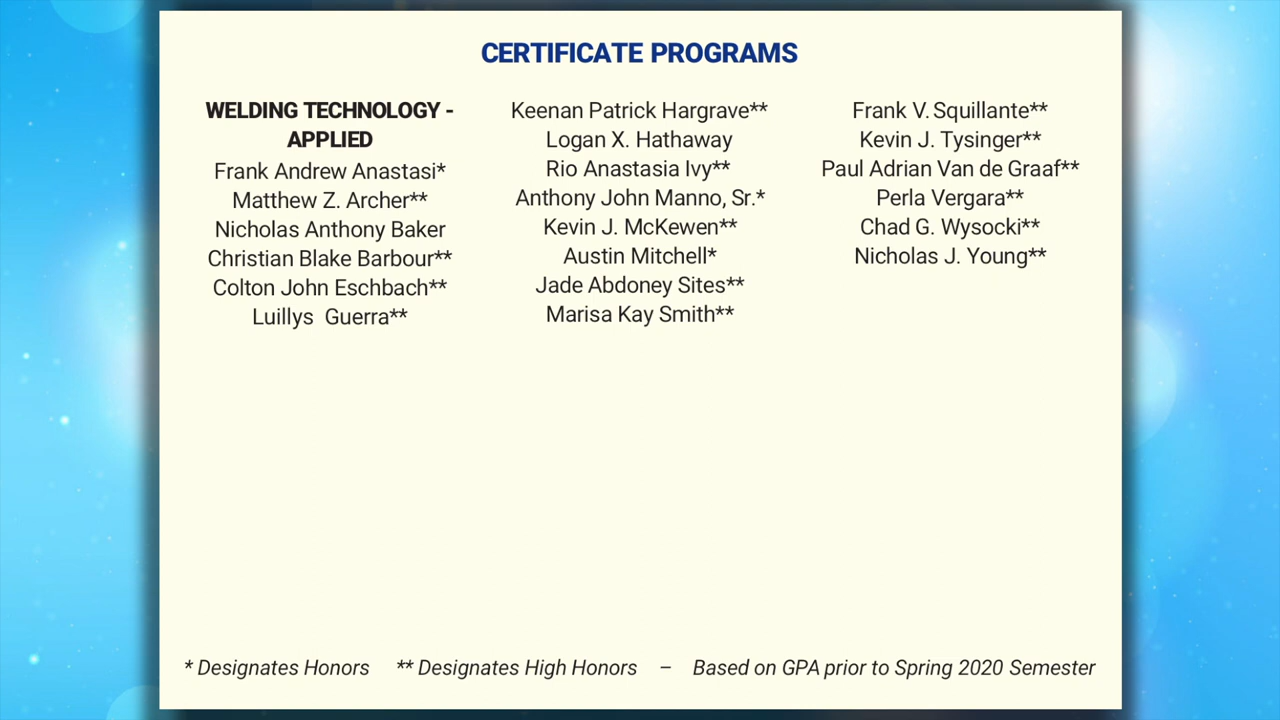 CERTIFICATE PROGRAMS
WELDING TECHNOLOGY -
APPLIED
Frank Andrew Anastasi*
Matthew Z. Archer**
Nicholas Anthony Baker
Christian Blake Barbour**
Colton John Eschbach**
Luillys  Guerra**
Keenan Patrick Hargrave**
Logan X. Hathaway
Rio Anastasia Ivy**
Anthony John Manno, Sr.*
Kevin J. McKewen**
Austin Mitchell*
Jade Abdoney Sites**
Marisa Kay Smith**
Frank V. Squillante**
Kevin J. Tysinger**
Paul Adrian Van de Graaf**
Perla Vergara**
Chad G. Wysocki**
Nicholas J. Young**
* Designates Honors ** Designates High Honors – Based on GPA prior to Spring 2020 Semester